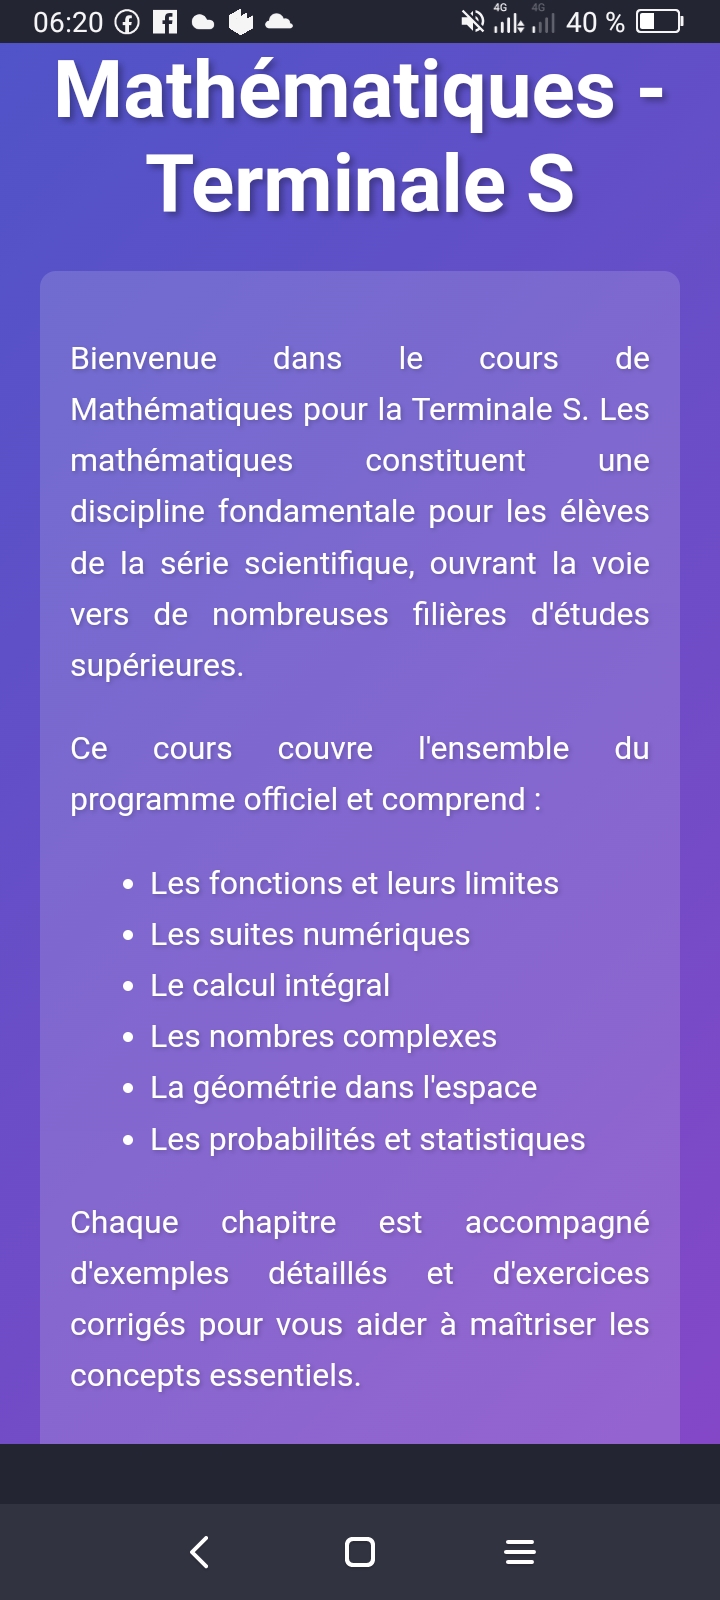 06:20
4G 4G 40 %
Mathématiques -
Terminale S
Bienvenue dans le cours de
Mathématiques pour la Terminale S. Les
mathématiques constituent une
discipline fondamentale pour les élèves
de la série scientifique, ouvrant la voie
vers de nombreuses filières d'études
supérieures.
Ce cours couvre l'ensemble du
programme officiel et comprend :
• Les fonctions et leurs limites
• Les suites numériques
• Le calcul intégral
• Les nombres complexes
• La géométrie dans l'espace
• Les probabilités et statistiques
Chaque chapitre est accompagné
d'exemples détaillés et d'exercices
corrigés pour vous aider à maîtriser les
concepts essentiels.